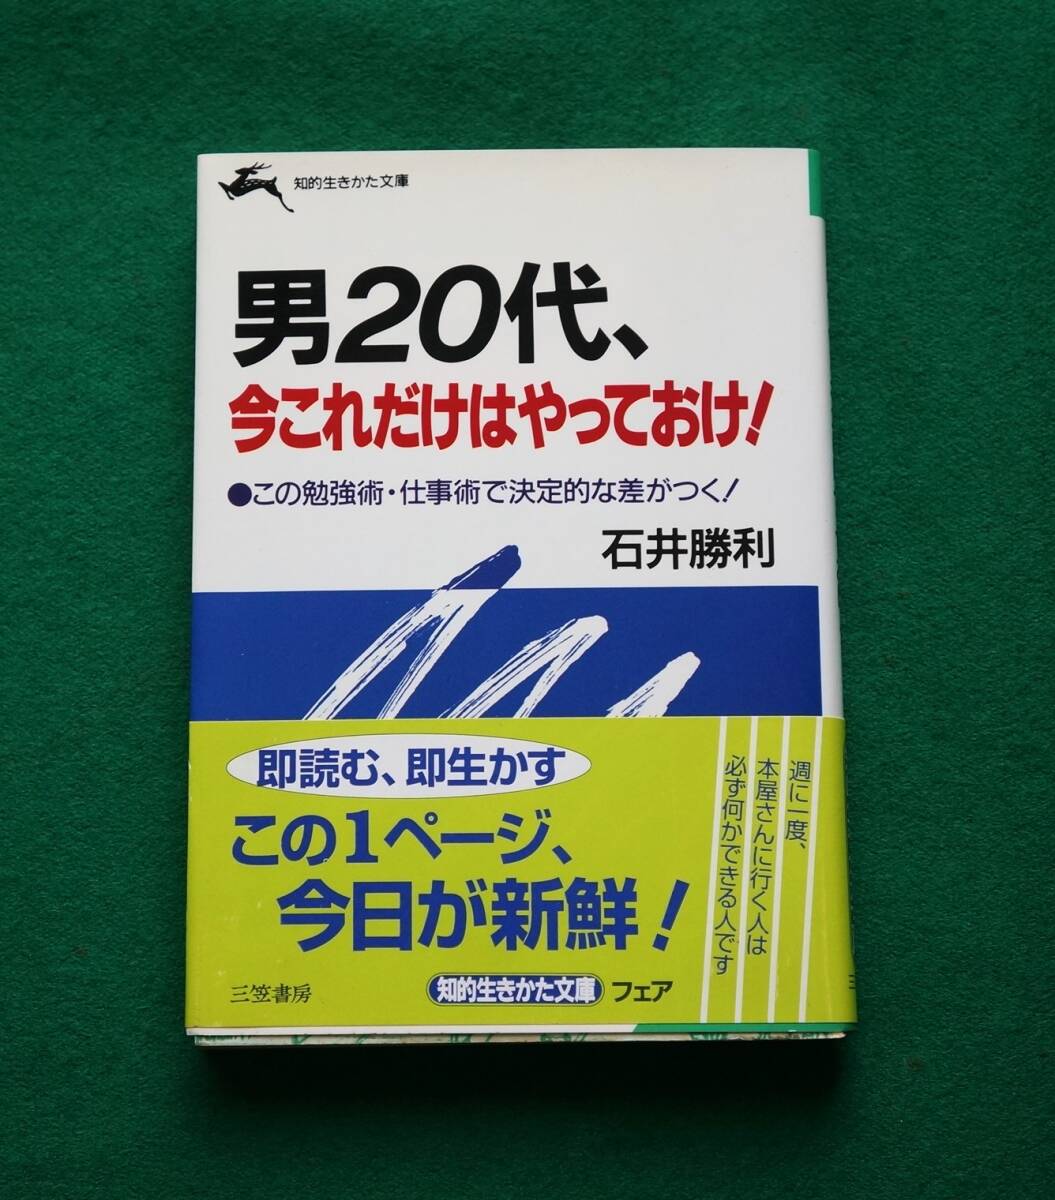 知的生きかた文庫
男20代、
今これだけはやっておけ!
●この勉強術・仕事術で決定的な差がつく!
石井勝利
即読む、即生かす
この1ページ、
今日が新鮮!
週に一度、
本屋さんに行く人は
必ず何かできる人です
三笠書房
知的生きかた文庫 フェア